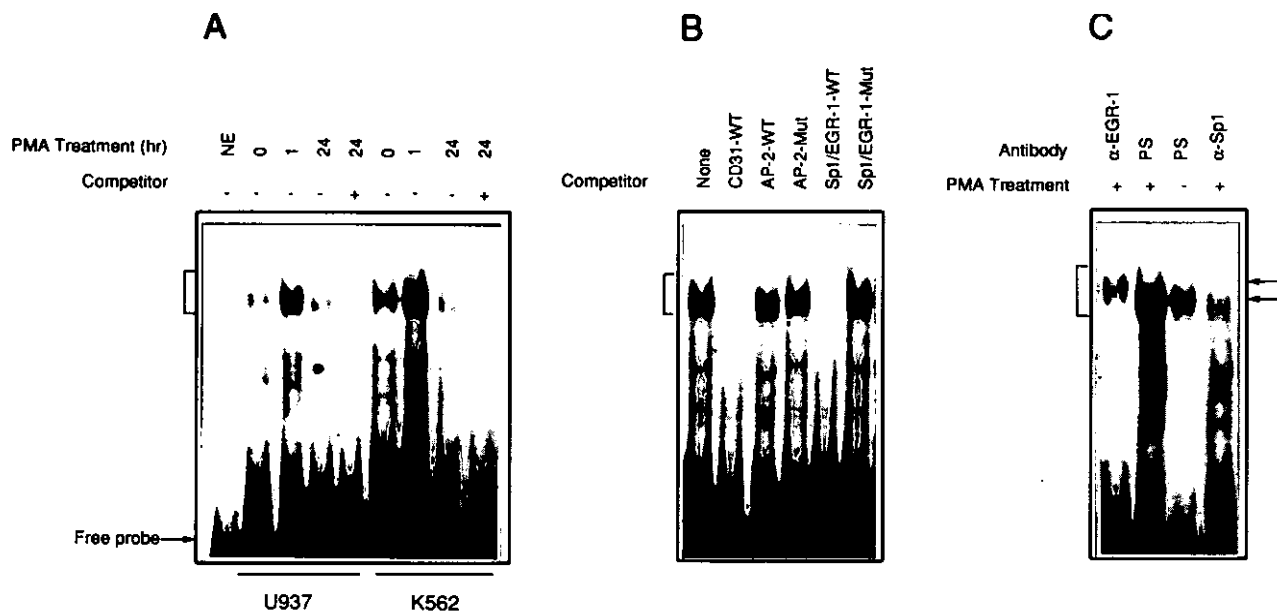 A
PMA Treatment (hr) NE 0 1 24 24 0 1 24 24
Competitor - - - - + - - - +
Free probe
U937 K562
B
Competitor None CD31-WT AP-2-WT AP-2-Mut Sp1/EGR-1-WT Sp1/EGR-1-Mut
C
Antibody α-EGR-1 PS PS α-Sp1
PMA Treatment + + - +